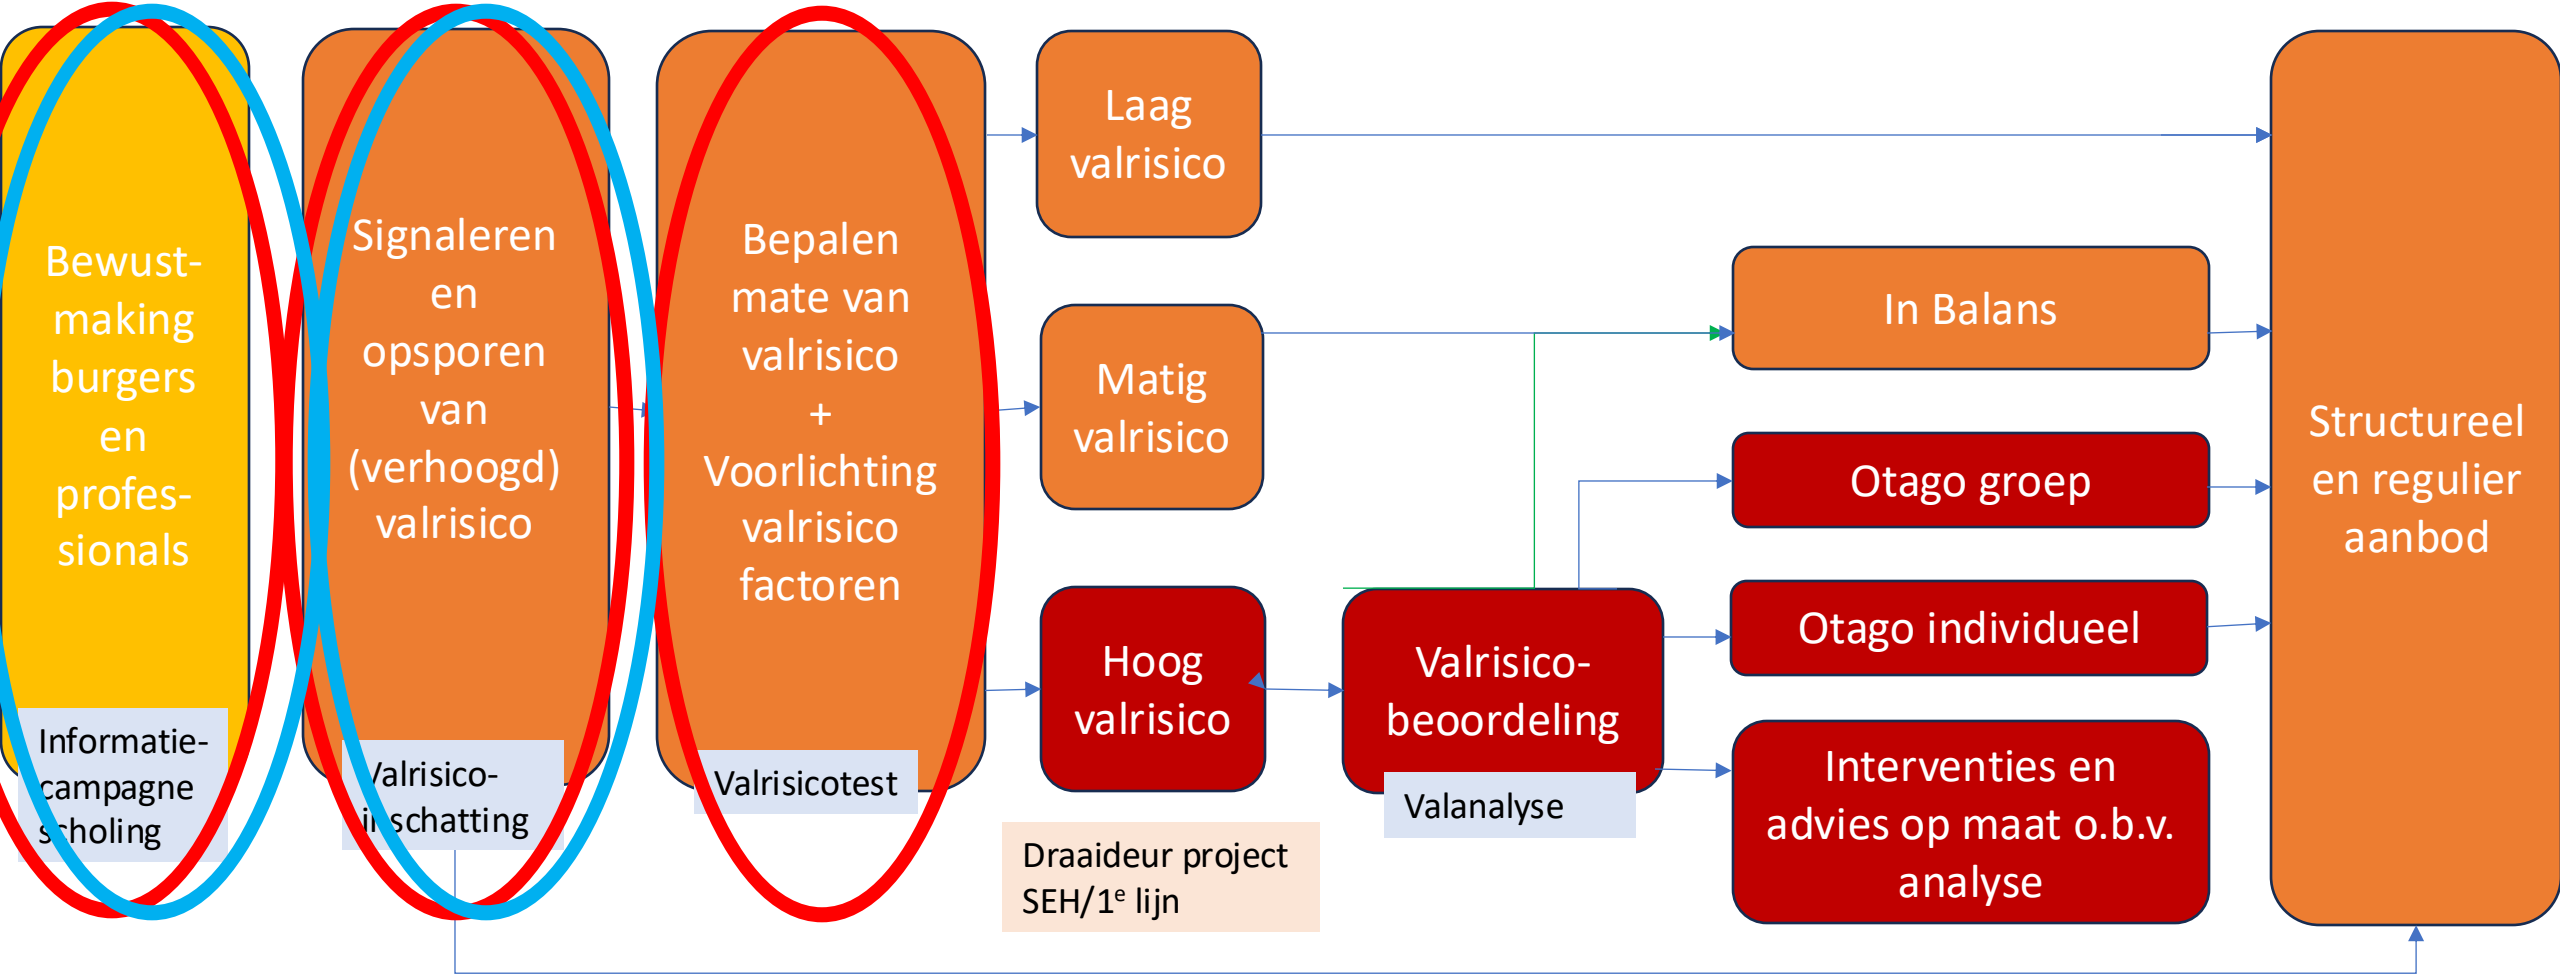 Bewust-
making
burgers
en
profes-
sionals
Informatie-
campagne
scholing
Signaleren
en
opsporen
van
(verhoogd)
valrisico
Valrisico-
inschatting
Bepalen
mate van
valrisico
+
Voorlichting
valrisico
factoren
Valrisicotest
Laag
valrisico
Matig
valrisico
Hoog
valrisico
Draaideur project
SEH/1e lijn
Valrisico-
beoordeling
Valanalyse
In Balans
Otago groep
Otago individueel
Interventies en
advies op maat o.b.v.
analyse
Structureel
en regulier
aanbod